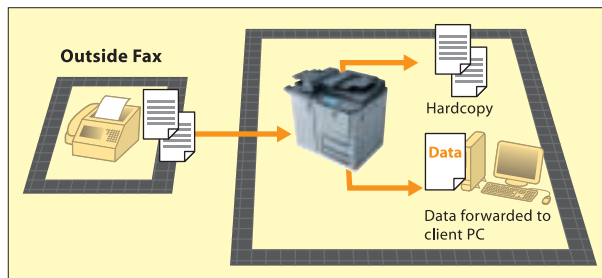 Outside Fax
Hardcopy
Data
Data forwarded to
client PC